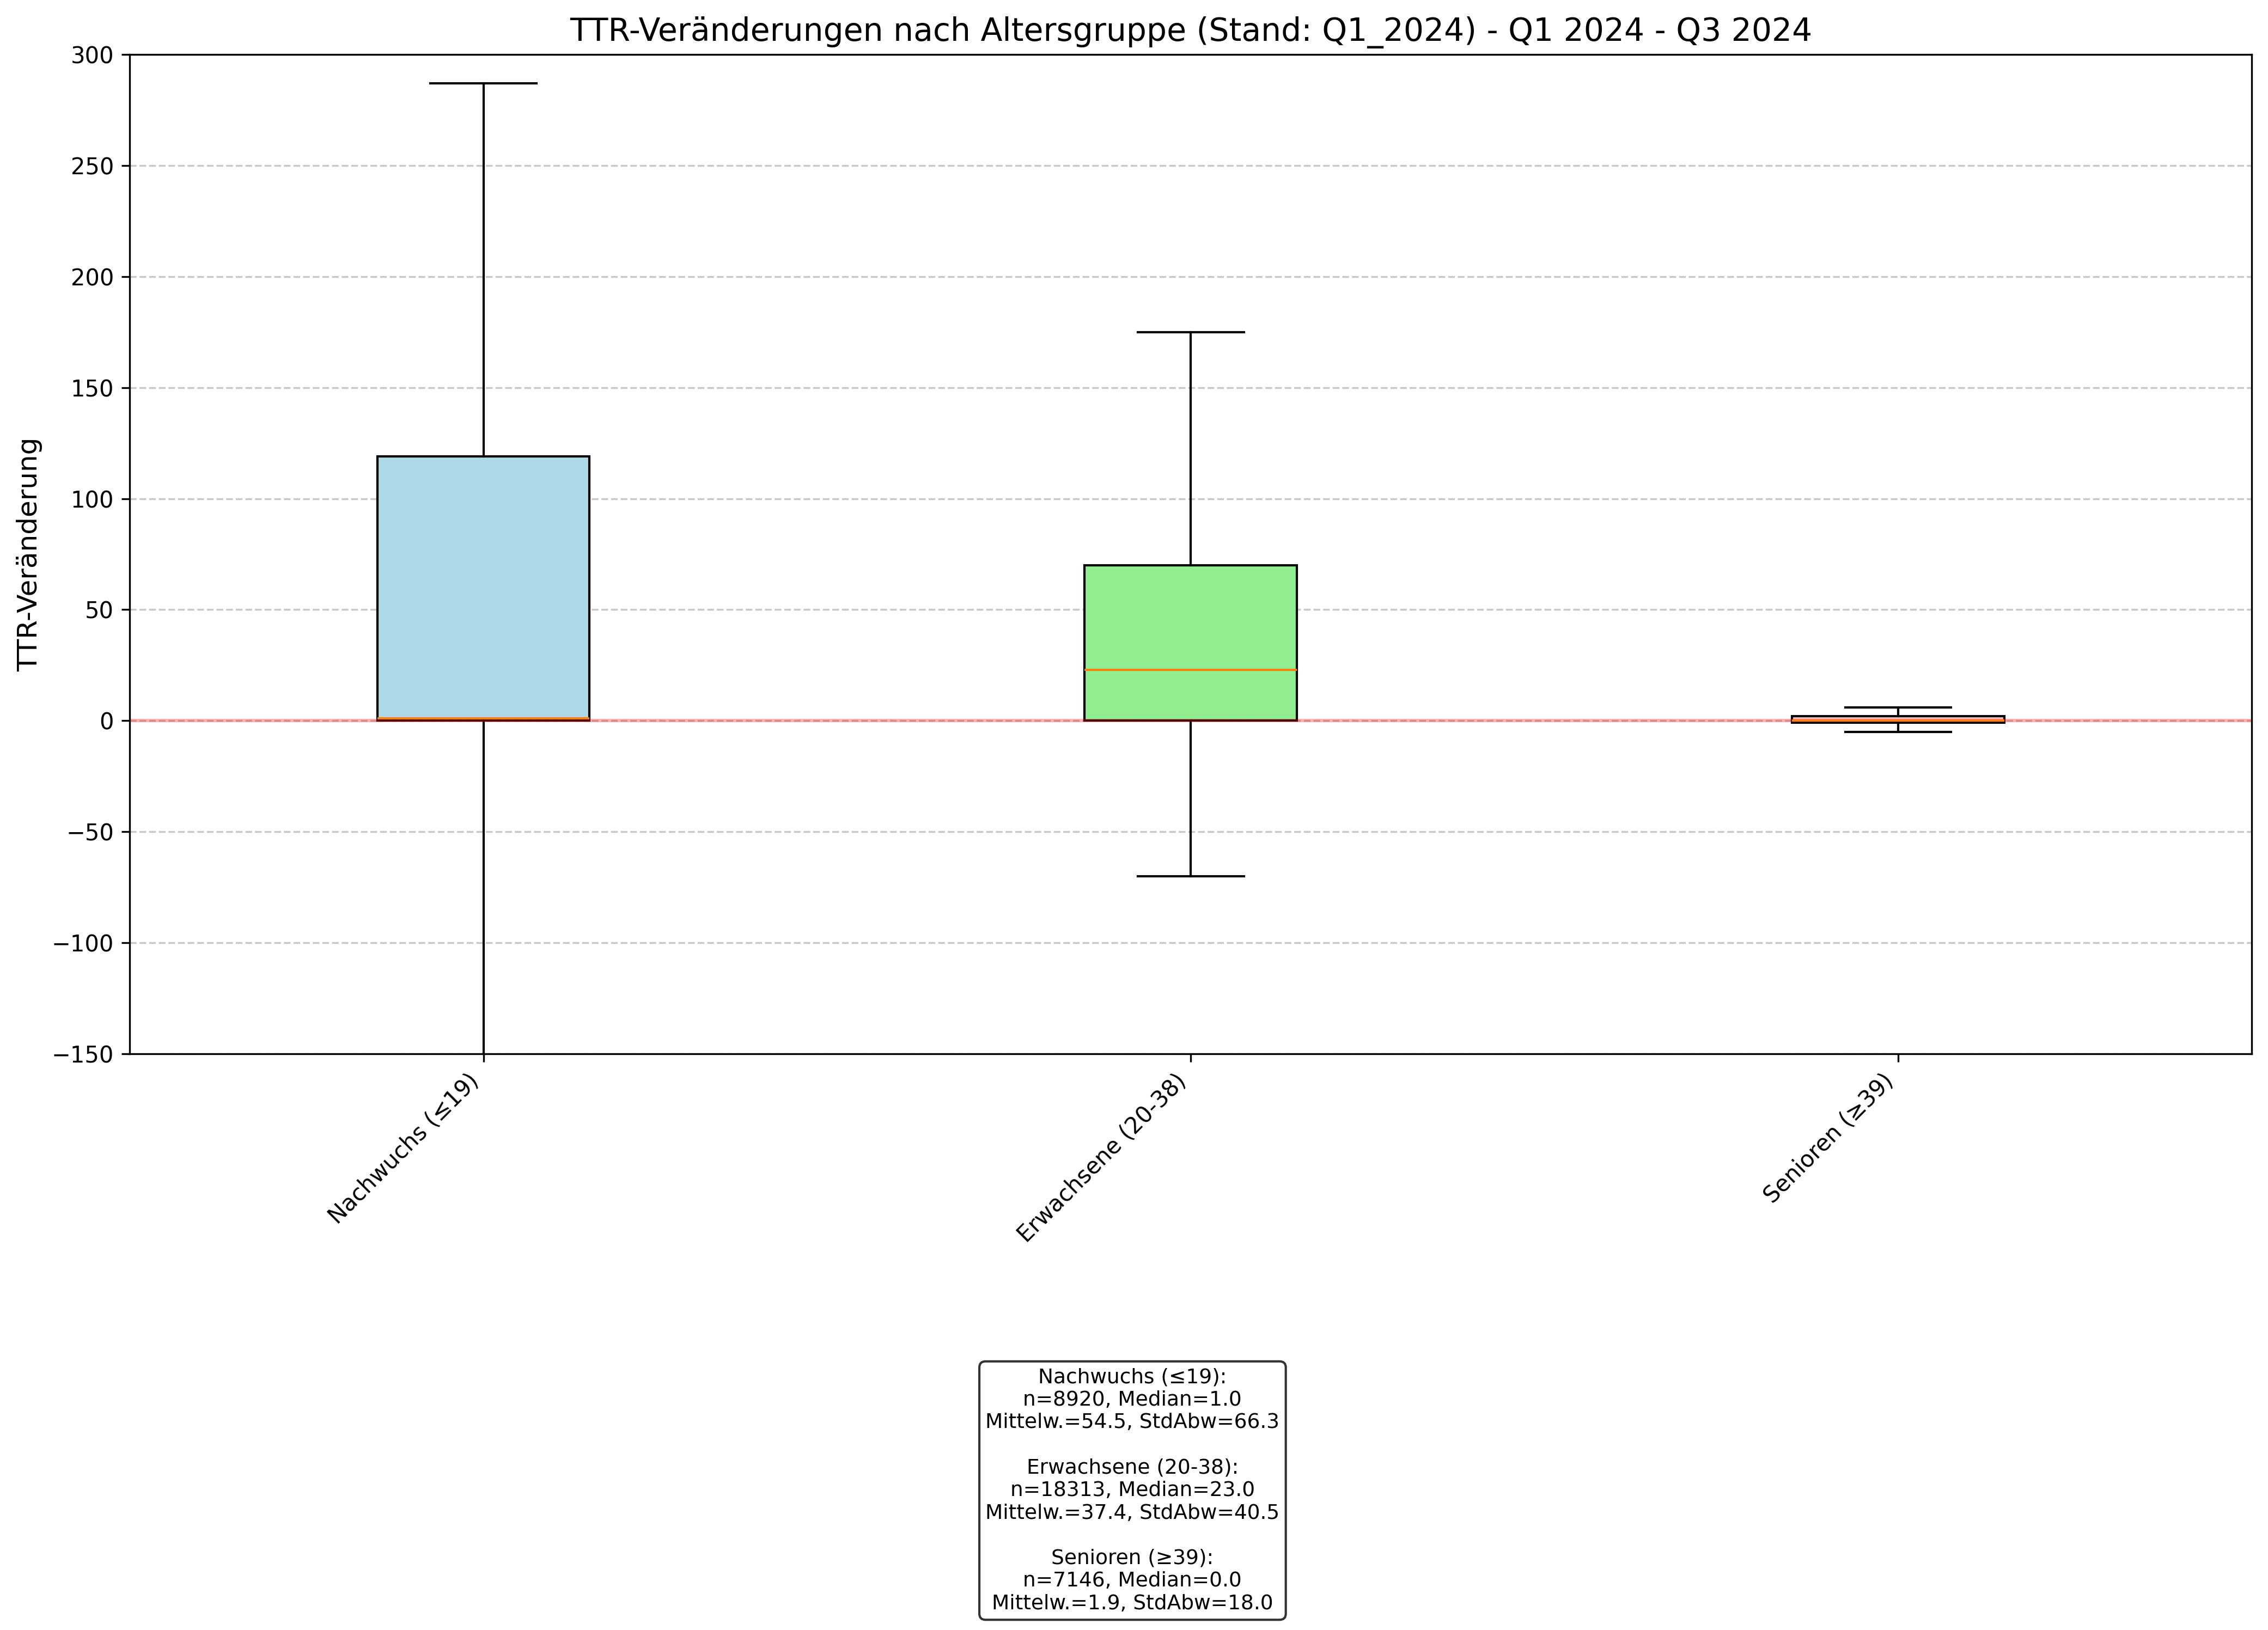 TTR-Veränderungen nach Altersgruppe (Stand: Q1_2024) - Q1 2024 - Q3 2024
TTR-Veränderung
300
250
200
150
100
50
0
−50
−100
−150
Nachwuchs (≤19)
Erwachsene (20-38)
Senioren (≥39)
Nachwuchs (≤19):
n=8920, Median=1.0
Mittelw.=54.5, StdAbw=66.3
Erwachsene (20-38):
n=18313, Median=23.0
Mittelw.=37.4, StdAbw=40.5
Senioren (≥39):
n=7146, Median=0.0
Mittelw.=1.9, StdAbw=18.0